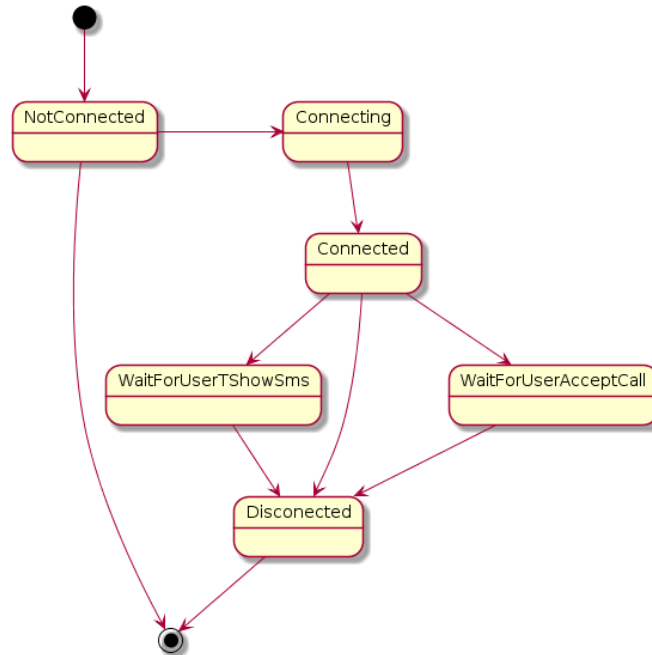 NotConnected
Connecting
Connected
WaitForUserTShowSms
WaitForUserAcceptCall
Disconected